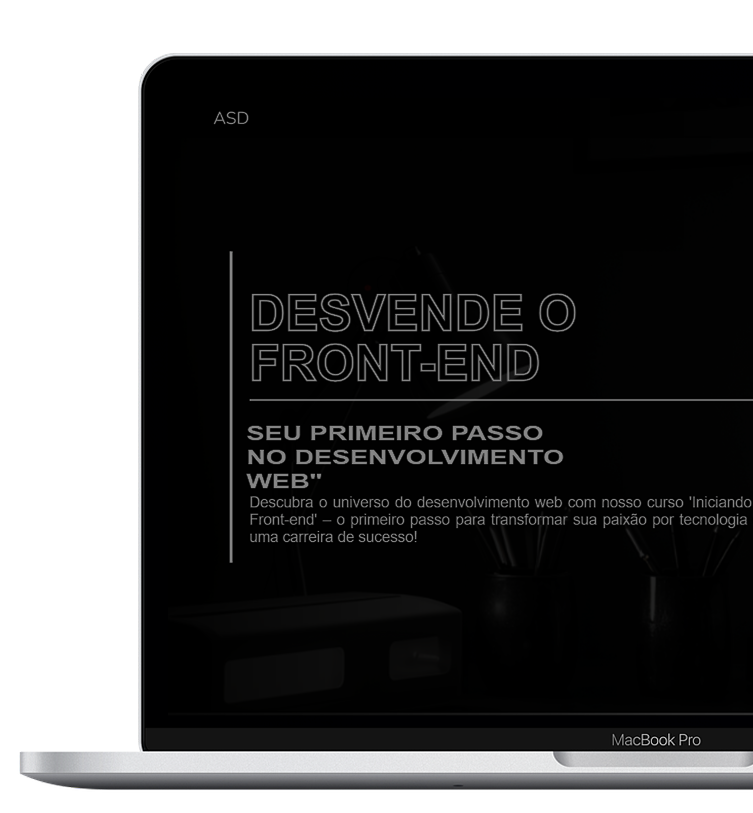 ASD
DESVENDE O
FRONT-END
SEU PRIMEIRO PASSO
NO DESENVOLVIMENTO
WEB"
Descubra o universo do desenvolvimento web com nosso curso 'Iniciando
Front-end' – o primeiro passo para transformar sua paixão por tecnologia
uma carreira de sucesso!
MacBook Pro